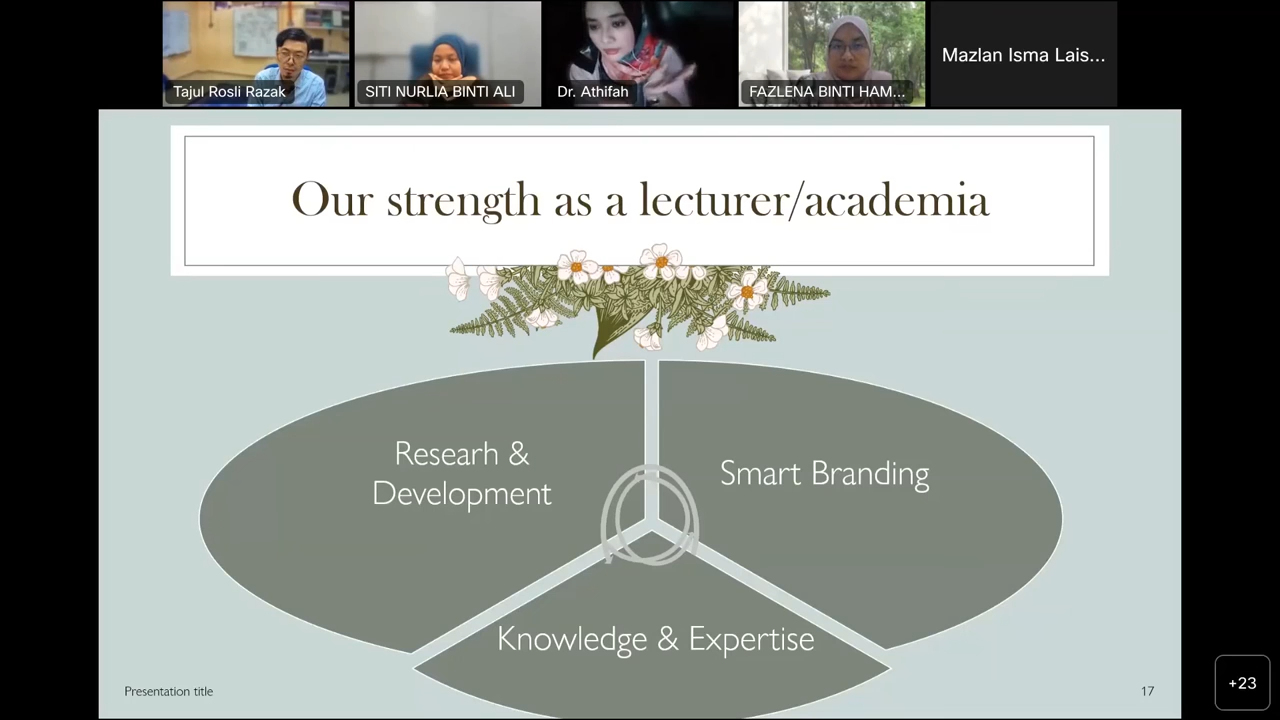 Tajul Rosli Razak
SITI NURLIA BINTI ALI
Dr. Athifah
FAZLENA BINTI HAM...
Mazlan Isma Lais...
Our strength as a lecturer/academia
Researh &
Development
Smart Branding
Knowledge & Expertise
Presentation title
17
+23